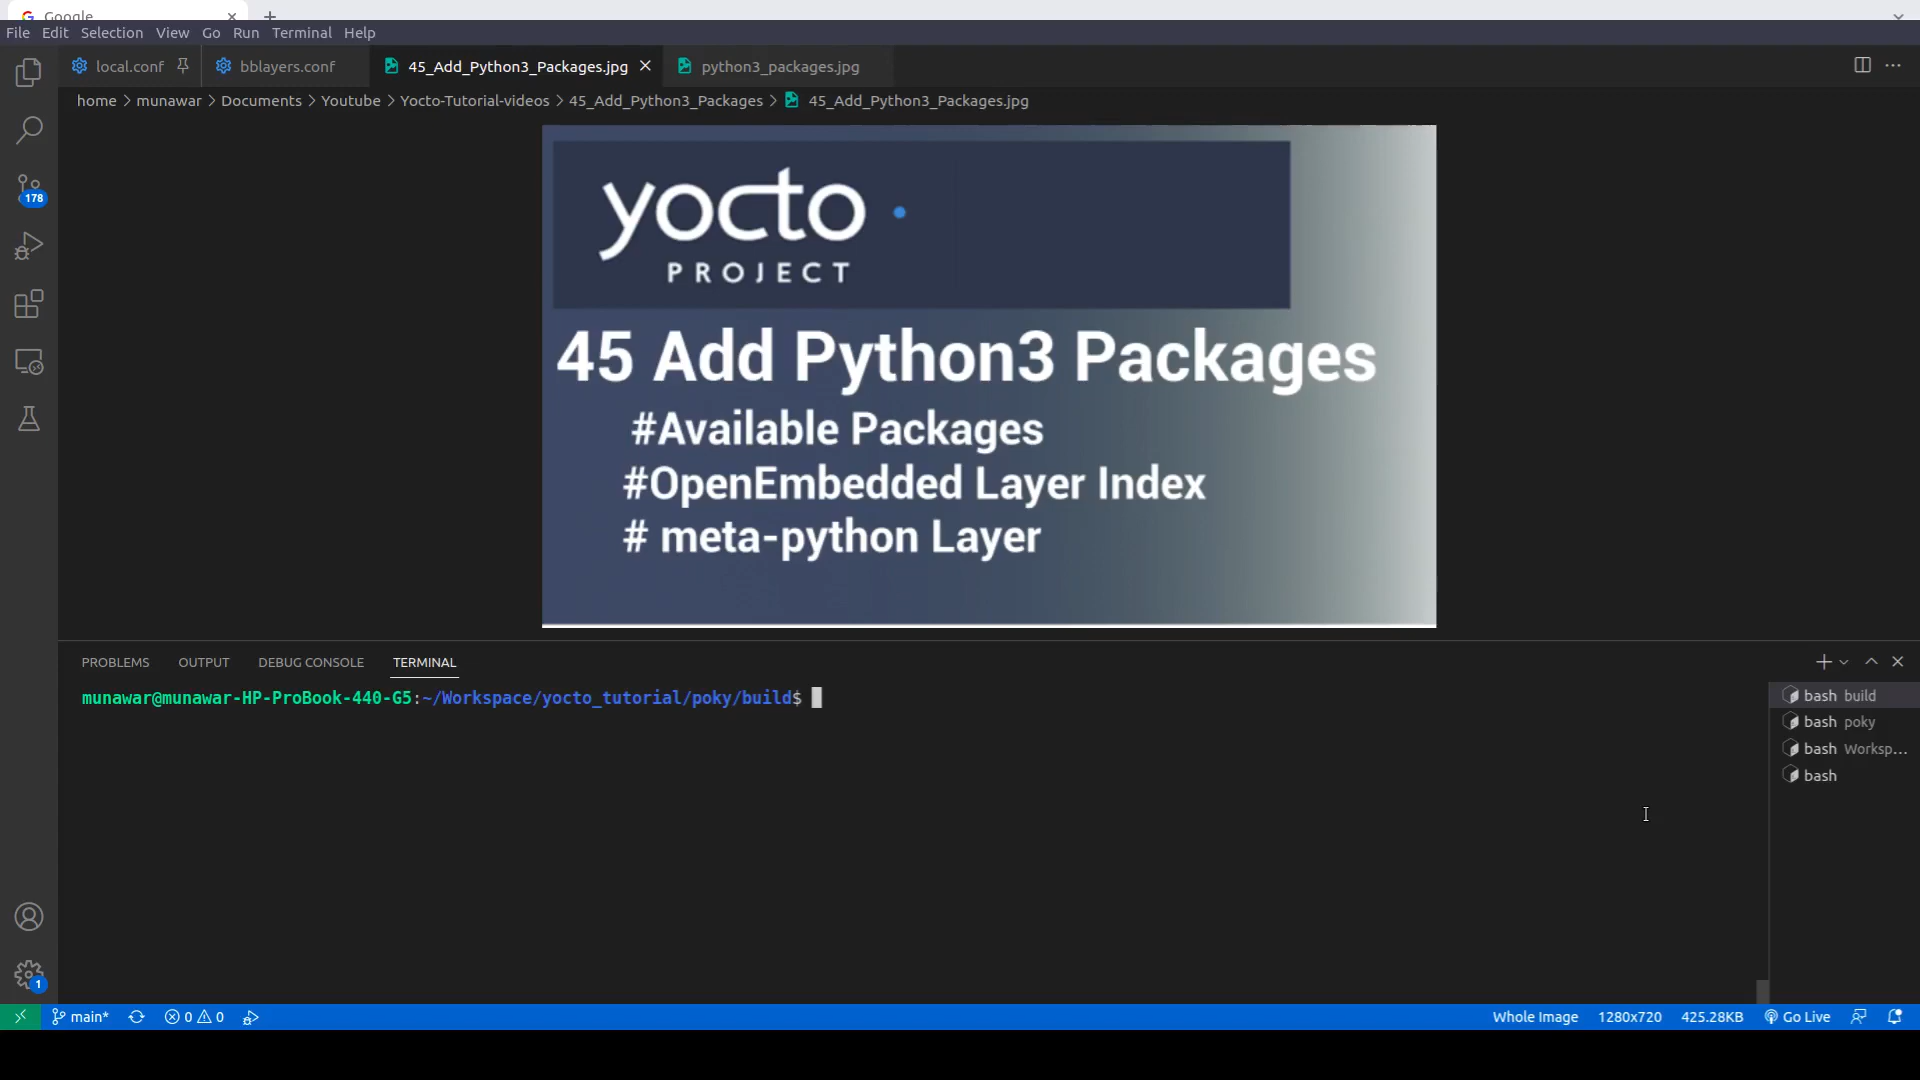 Google
File Edit Selection View Go Run Terminal Help
local.conf bblayers.conf 45_Add_Python3_Packages.jpg python3_packages.jpg
home > munawar > Documents > Youtube > Yocto-Tutorial-videos > 45_Add_Python3_Packages > 45_Add_Python3_Packages.jpg
178
yocto
PROJECT
45 Add Python3 Packages
#Available Packages
#OpenEmbedded Layer Index
# meta-python Layer
PROBLEMS OUTPUT DEBUG CONSOLE TERMINAL
munawar@munawar-HP-ProBook-440-G5:~/Workspace/yocto_tutorial/poky/build$
bash build
bash poky
bash Worksp...
bash
1
main* 0 0 Whole Image 1280x720 425.28KB Go Live